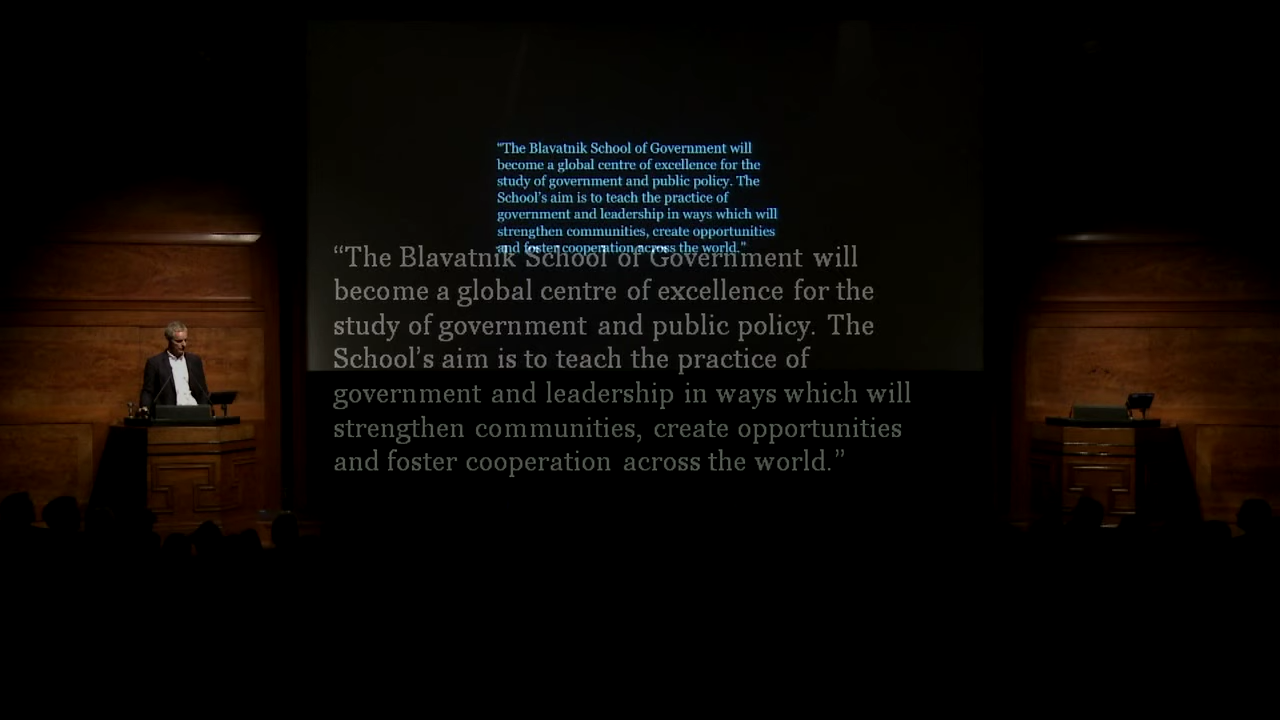 "The Blavatnik School of Government will
become a global centre of excellence for the
study of government and public policy. The
School's aim is to teach the practice of
government and leadership in ways which will
strengthen communities, create opportunities
and foster cooperation across the world."
“The Blavatnik School of Government will
become a global centre of excellence for the
study of government and public policy. The
School’s aim is to teach the practice of
government and leadership in ways which will
strengthen communities, create opportunities
and foster cooperation across the world.”